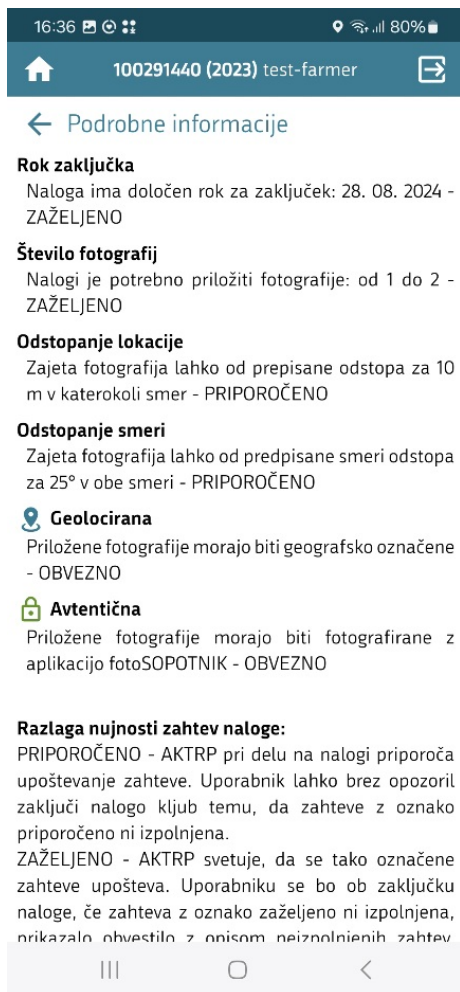 16:36 80%
100291440 (2023) test-farmer
Podrobne informacije
Rok zaključka
Naloga ima določen rok za zaključek: 28. 08. 2024 -
ZAŽELJENO
Število fotografij
Nalogi je potrebno priložiti fotografije: od 1 do 2 -
ZAŽELJENO
Odstopanje lokacije
Zajeta fotografija lahko od prepisane odstopa za 10
m v katerokoli smer - PRIPOROČENO
Odstopanje smeri
Zajeta fotografija lahko od predpisane smeri odstopa
za 25° v obe smeri - PRIPOROČENO
Geolocirana
Priložene fotografije morajo biti geografsko označene
- OBVEZNO
Avtentična
Priložene fotografije morajo biti fotografirane z
aplikacijo fotoSOPOTNIK - OBVEZNO
Razlaga nujnosti zahtev naloge:
PRIPOROČENO - AKTRP pri delu na nalogi priporoča
upoštevanje zahteve. Uporabnik lahko brez opozoril
zaključi nalogo kljub temu, da zahteve z oznako
priporočeno ni izpolnjena.
ZAŽELJENO - AKTRP svetuje, da se tako označene
zahteve upošteva. Uporabniku se bo ob zaključku
naloge, če zahteva z oznako zaželjeno ni izpolnjena,
prikazalo obvestilo z opisom neizpolnjenih zahtev.